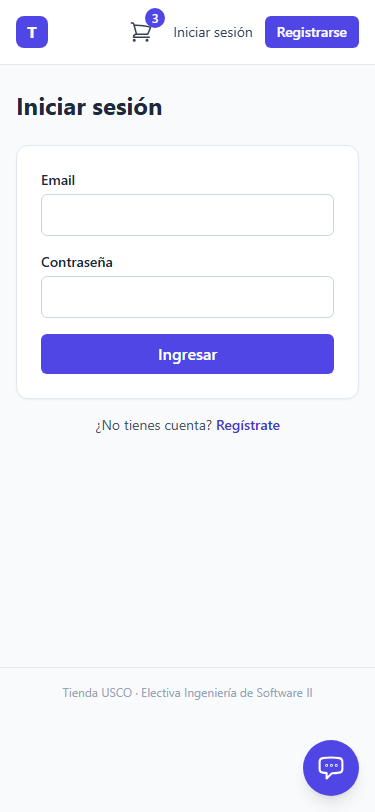 T
3
Iniciar sesión
Registrarse
Iniciar sesión
Email
Contraseña
Ingresar
¿No tienes cuenta? Regístrate
Tienda USCO · Electiva Ingeniería de Software II